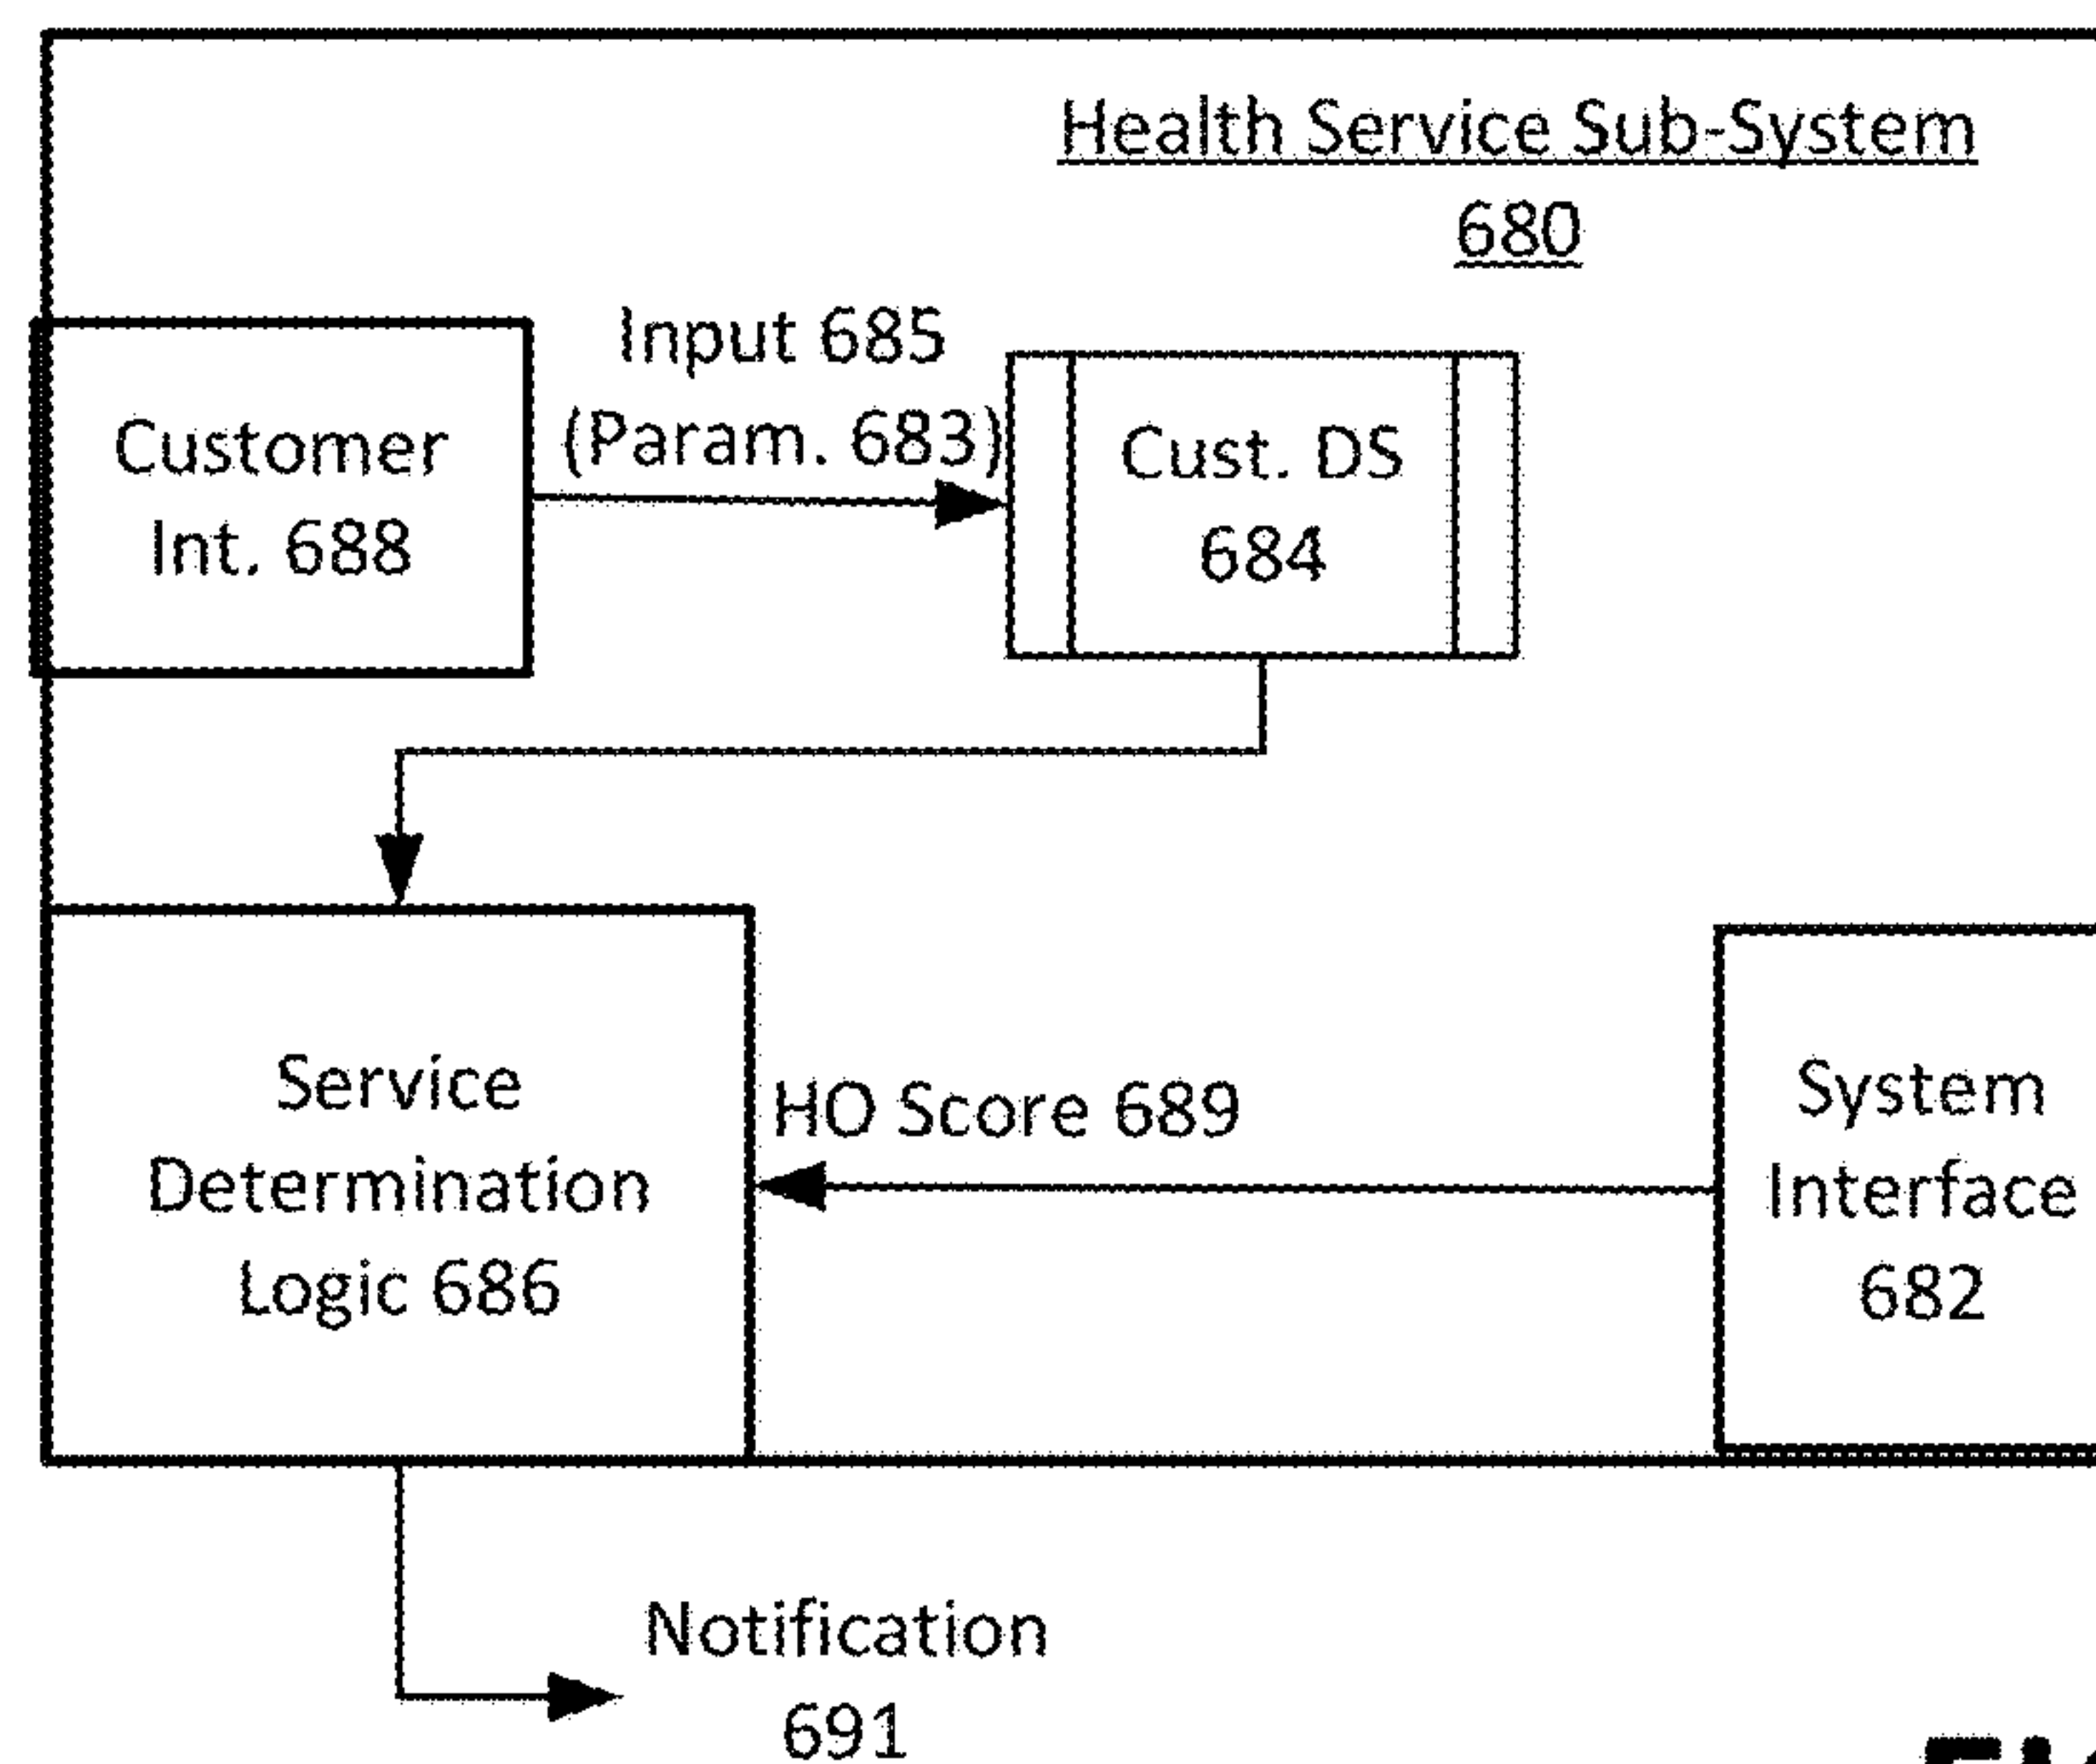 Health Service Sub-System
680
Input 685
(Param. 683)
Customer
Int. 688
Cust. DS
684
Service
Determination
Logic 686
HO Score 689
System
Interface
682
Notification
691